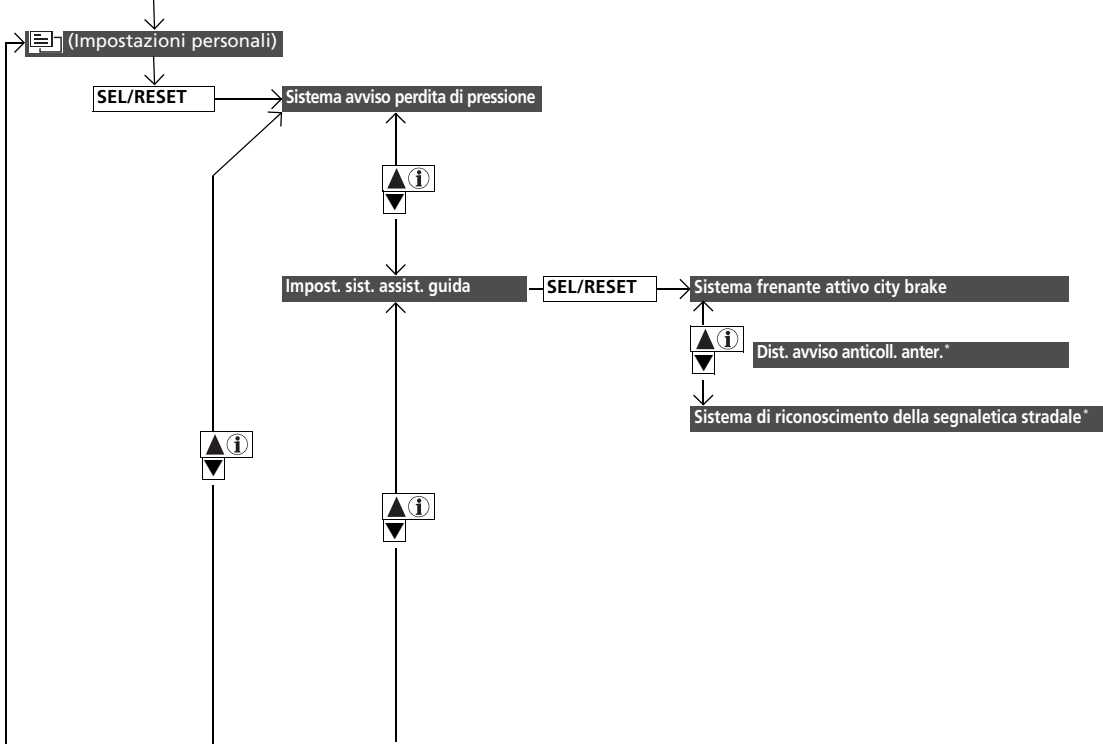 (Impostazioni personali)
SEL/RESET
Sistema avviso perdita di pressione
Impost. sist. assist. guida
SEL/RESET
Sistema frenante attivo city brake
Dist. avviso anticoll. anter.*
Sistema di riconoscimento della segnaletica stradale*